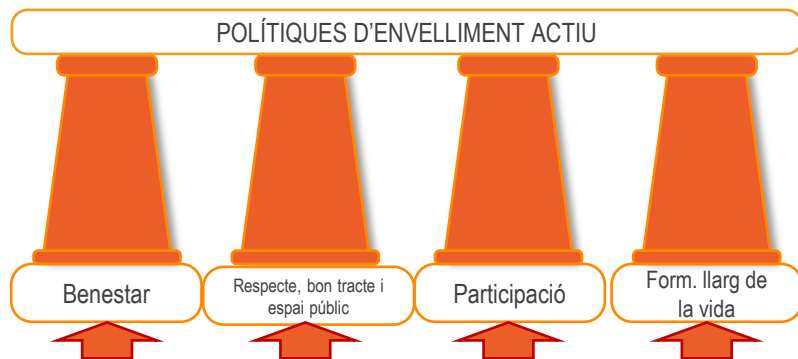 POLÍTIQUES D'ENVELLIMENT ACTIU
Benestar
Respecte, bon tracte i
espai públic
Participació
Form. llarg de
la vida